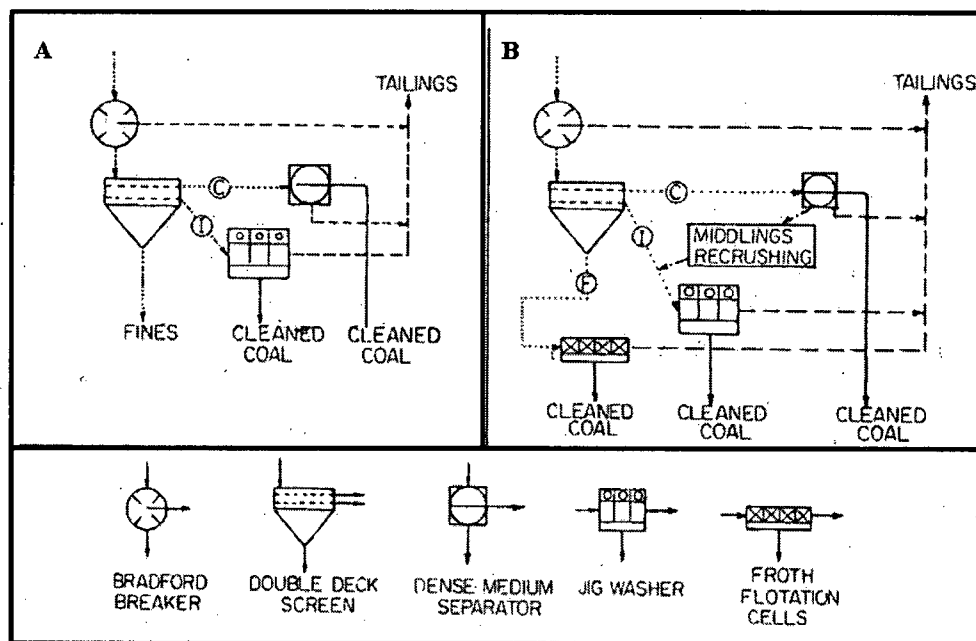 A
TAILINGS
C
I
FINES
CLEANED
COAL
CLEANED
COAL
B
TAILINGS
C
I
MIDDLINGS
RECRUSHING
F
CLEANED
COAL
CLEANED
COAL
CLEANED
COAL
BRADFORD
BREAKER
DOUBLE DECK
SCREEN
DENSE-MEDIUM
SEPARATOR
JIG WASHER
FROTH
FLOTATION
CELLS